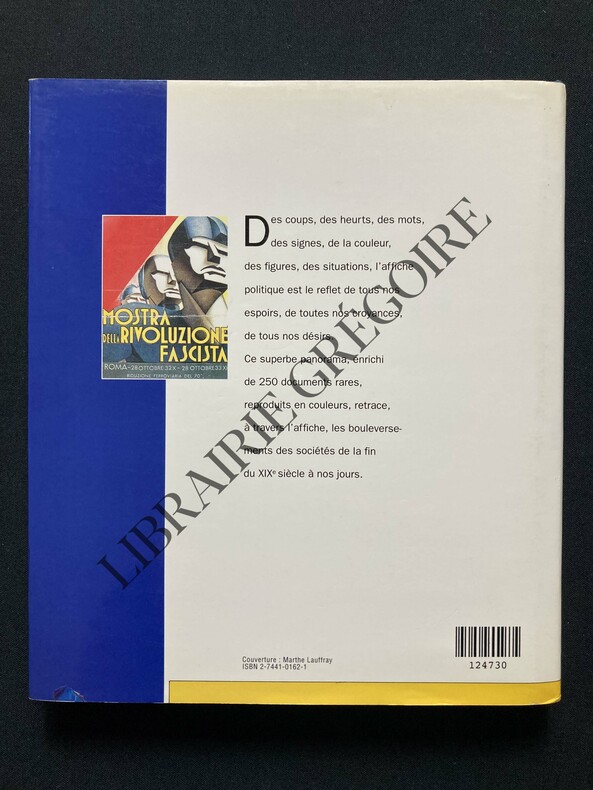 Des coups, des heurts, des mots,
des signes, de la couleur,
des figures, des situations, l'affiche
politique est le reflet de tous nos
espoirs, de toutes nos croyances,
de tous nos désirs.
Ce superbe panorama, enrichi
de 250 documents rares,
reproduits en couleurs, retrace,
à travers l'affiche, les bouleverse-
ments des sociétés de la fin
du XIXe siècle à nos jours.
MOSTRA
DELLA RIVOLUZIONE
FASCISTA
ROMA-28 OTTOBRE 32 X - 28 OTTOBRE 33 XI
RIDUZIONE FERROVIARIA DEL 70%
LIBRAIRIE GRÉGOIRE
Couverture : Marthe Lauffray
ISBN 2-7441-0162-1
124730